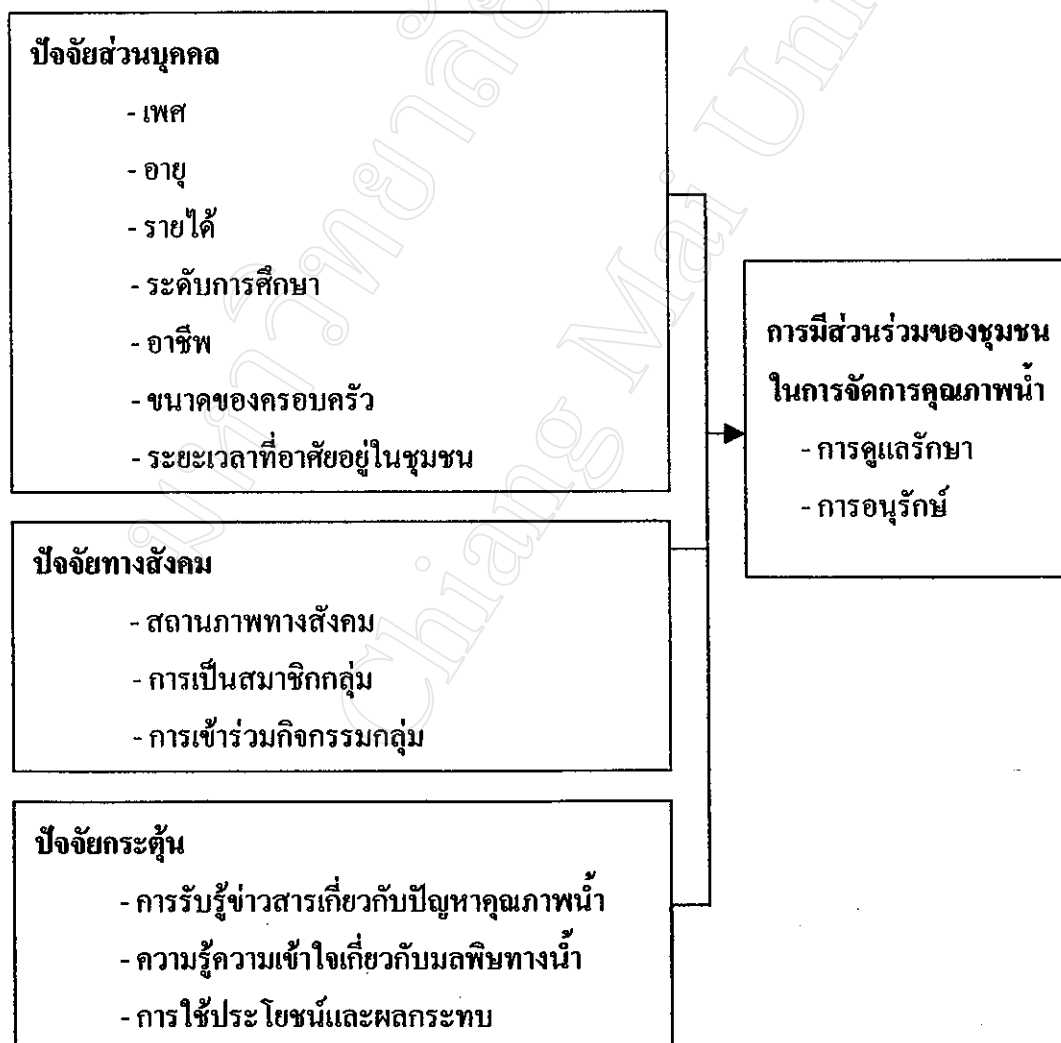 ปัจจัยส่วนบุคคล
- เพศ
- อายุ
- รายได้
- ระดับการศึกษา
- อาชีพ
- ขนาดของครอบครัว
- ระยะเวลาที่อาศัยอยู่ในชุมชน
ปัจจัยทางสังคม
- สถานภาพทางสังคม
- การเป็นสมาชิกกลุ่ม
- การเข้าร่วมกิจกรรมกลุ่ม
ปัจจัยกระตุ้น
- การรับรู้ข่าวสารเกี่ยวกับปัญหาคุณภาพน้ำ
- ความรู้ความเข้าใจเกี่ยวกับมลพิษทางน้ำ
- การใช้ประโยชน์และผลกระทบ
การมีส่วนร่วมของชุมชน
ในการจัดการคุณภาพน้ำ
- การดูแลรักษา
- การอนุรักษ์
มหาวิทยาลัย
Chiang Mai Uni